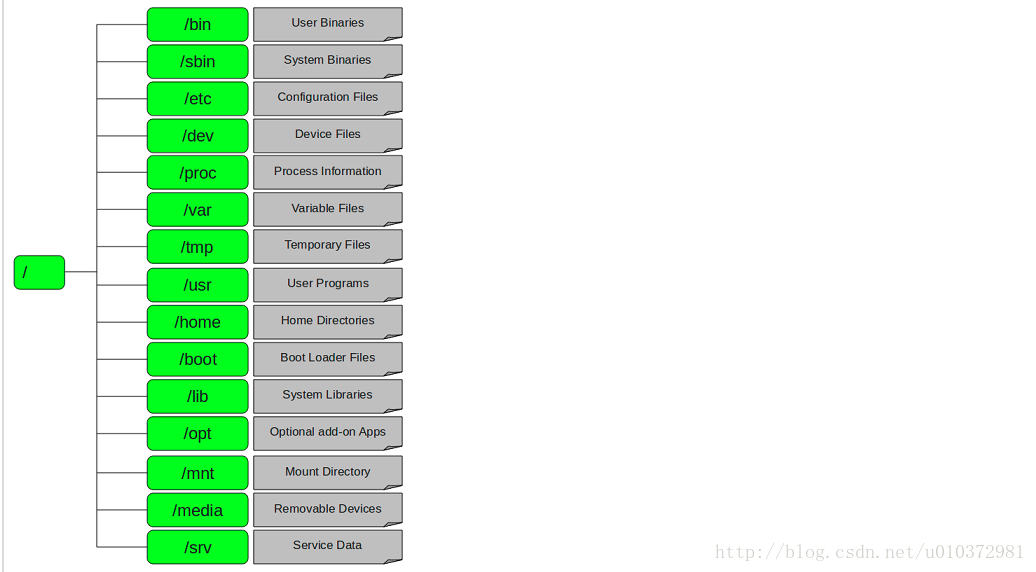 /bin User Binaries
/sbin System Binaries
/etc Configuration Files
/dev Device Files
/proc Process Information
/var Variable Files
/tmp Temporary Files
/
/usr User Programs
/home Home Directories
/boot Boot Loader Files
/lib System Libraries
/opt Optional add-on Apps
/mnt Mount Directory
/media Removable Devices
/srv Service Data
http://blog.csdn.net/u010372981